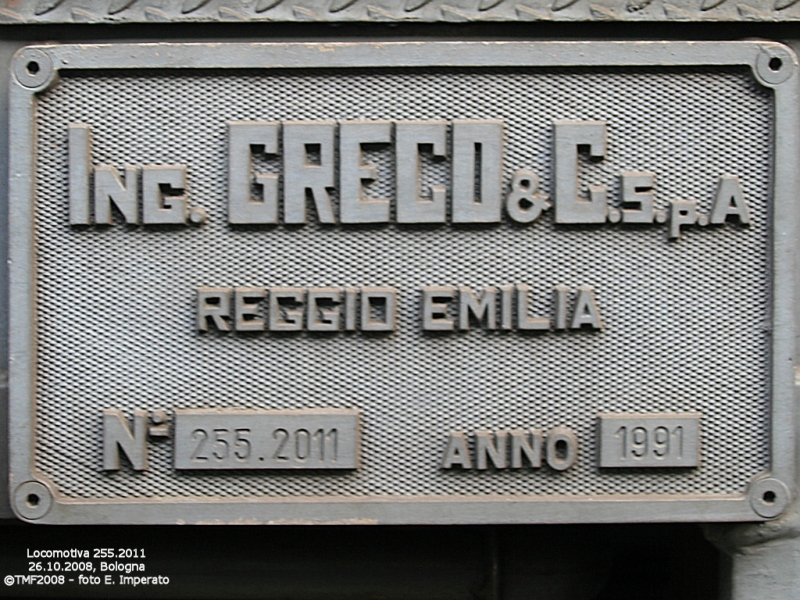 ING. GRECO & C.S.p.A
REGGIO EMILIA
N° 255.2011 ANNO 1991
Locomotiva 255.2011
26.10.2008, Bologna
©TMF2008 - foto E. Imperato